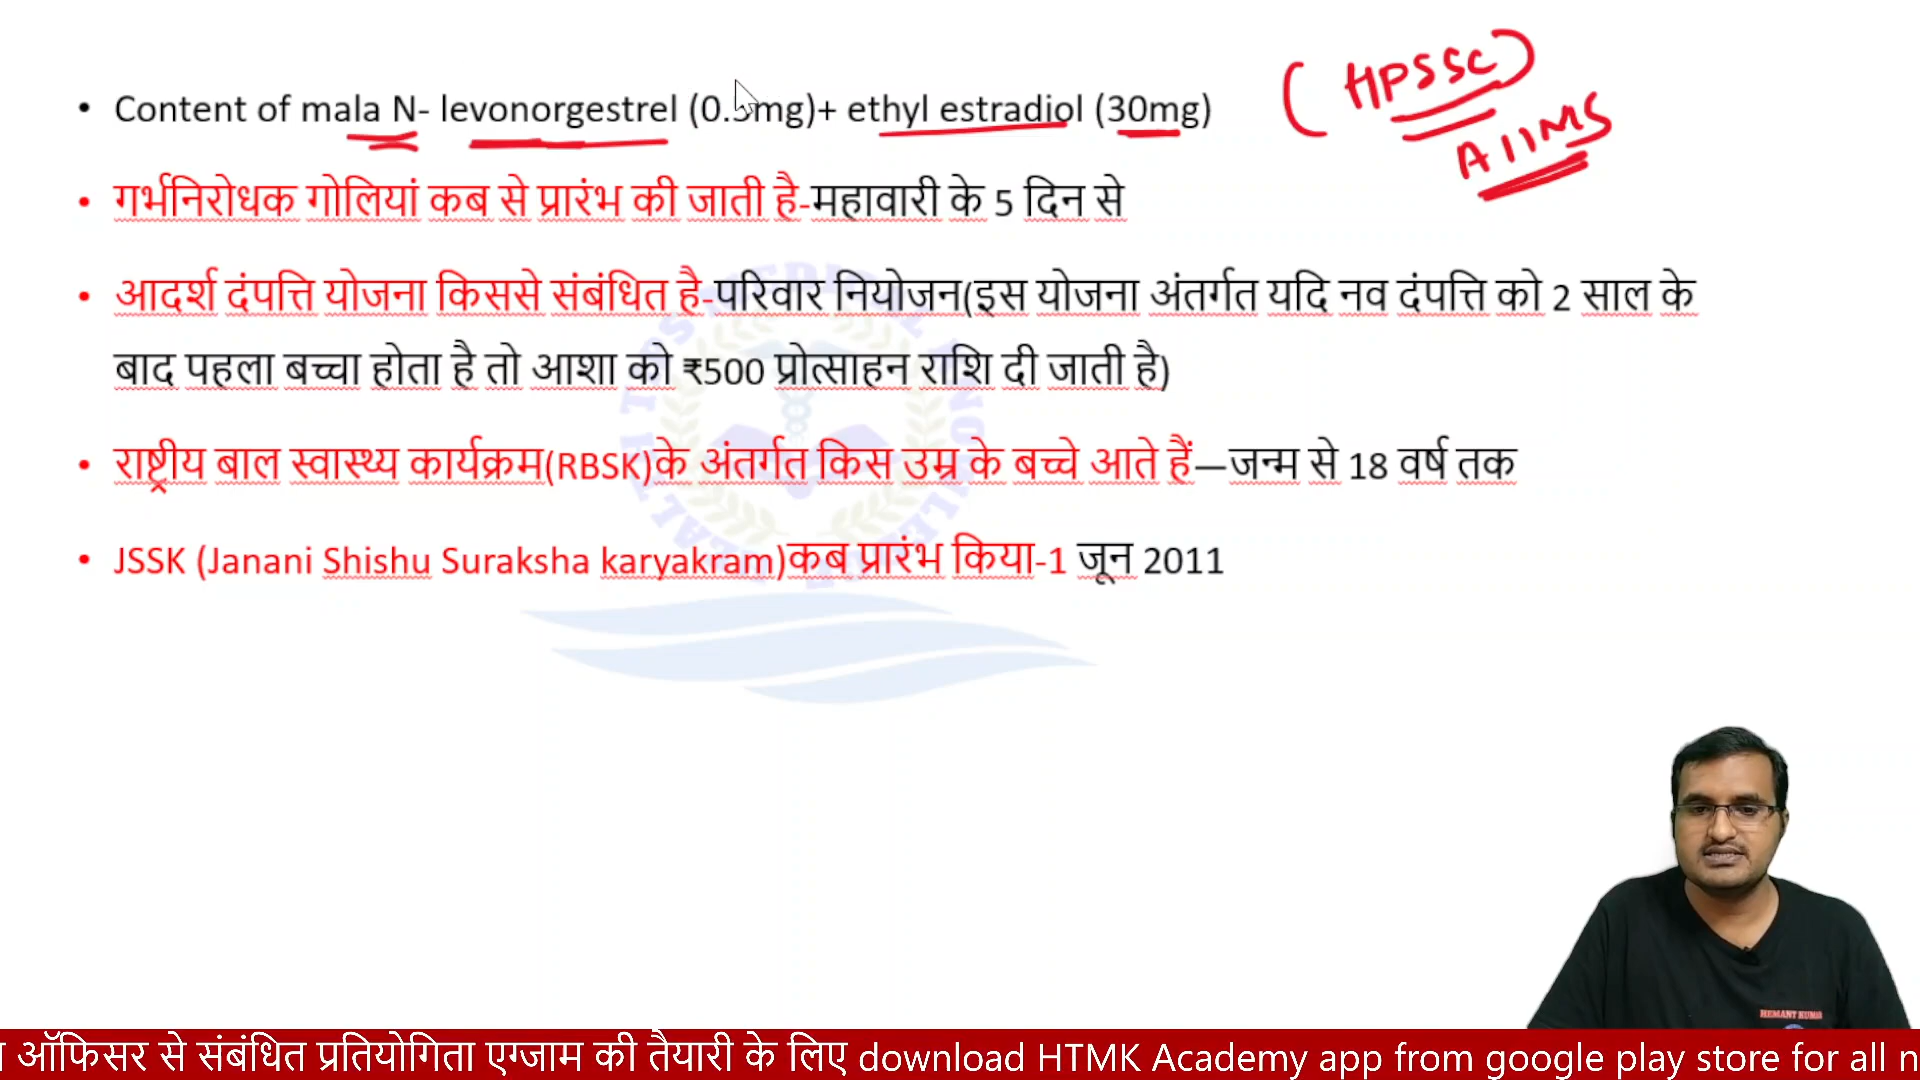 • Content of mala N- levonorgestrel (0.5mg)+ ethyl estradiol (30mg)
(HPSSC)
AIIMS
• गर्भनिरोधक गोलियां कब से प्रारंभ की जाती है-महावारी के 5 दिन से
• आदर्श दंपत्ति योजना किससे संबंधित है-परिवार नियोजन(इस योजना अंतर्गत यदि नव दंपत्ति को 2 साल के
बाद पहला बच्चा होता है तो आशा को ₹500 प्रोत्साहन राशि दी जाती है)
• राष्ट्रीय बाल स्वास्थ्य कार्यक्रम(RBSK)के अंतर्गत किस उम्र के बच्चे आते हैं—जन्म से 18 वर्ष तक
• JSSK (Janani Shishu Suraksha karyakram)कब प्रारंभ किया-1 जून 2011
HEMANT KUMAR
ऑफिसर से संबंधित प्रतियोगिता एग्जाम की तैयारी के लिए download HTMK Academy app from google play store for all n